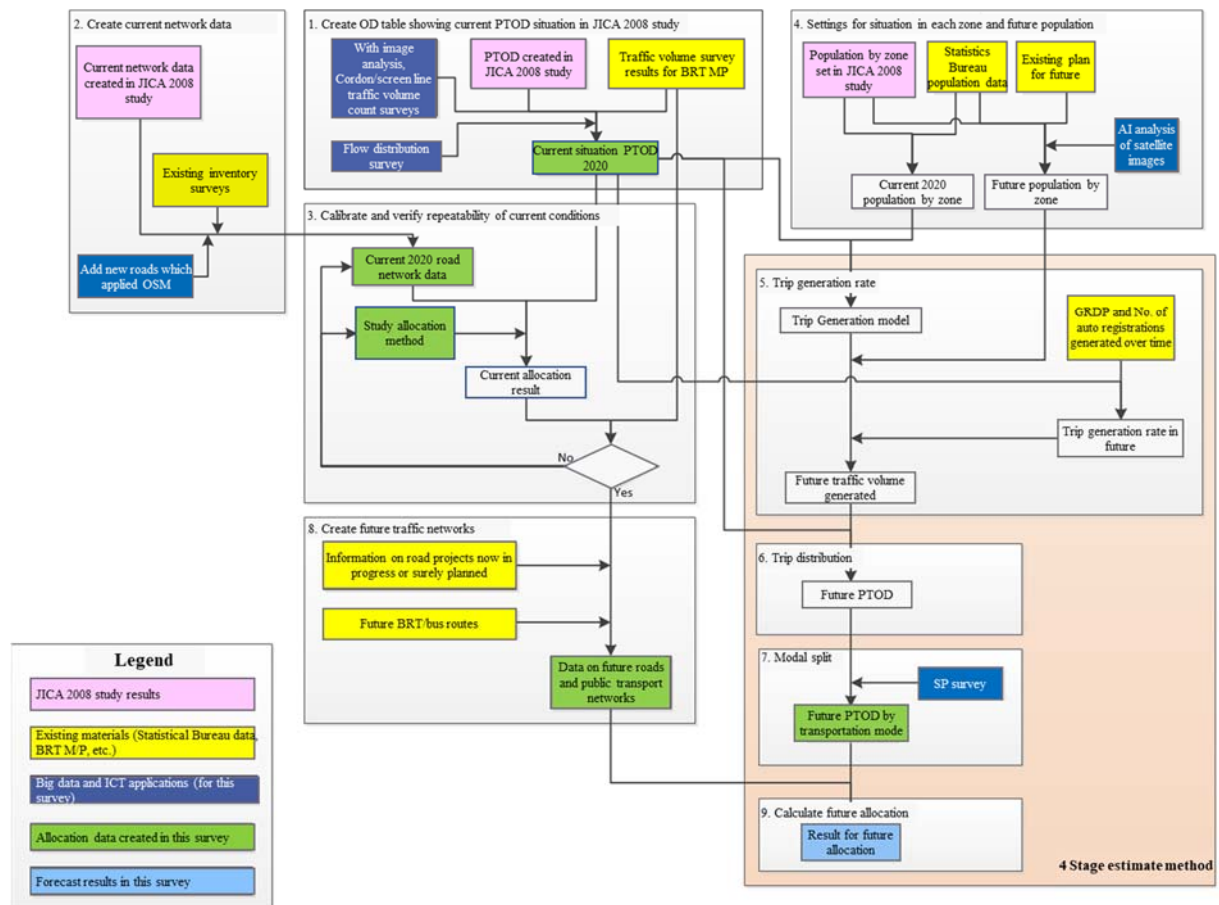 2. Create current network data
Current network data
created in JICA 2008
study
Existing inventory
surveys
Add new roads which
applied OSM
1. Create OD table showing current PTOD situation in JICA 2008 study
With image
analysis,
Cordon/screen line
traffic volume
count surveys
PTOD created in
JICA 2008 study
Traffic volume survey
results for BRT MP
Flow distribution
survey
Current situation PTOD
2020
4. Settings for situation in each zone and future population
Population by zone
set in JICA 2008
study
Statistics
Bureau
population data
Existing plan
for future
AI analysis
of satellite
images
Current 2020
population by zone
Future population by
zone
3. Calibrate and verify repeatability of current conditions
Current 2020 road
network data
Study allocation
method
Current allocation
result
No
Yes
5. Trip generation rate
Trip Generation model
GRDP and No. of
auto registrations
generated over time
Trip generation rate in
future
Future traffic volume
generated
8. Create future traffic networks
Information on road projects now in
progress or surely planned
Future BRT/bus routes
Data on future roads
and public transport
networks
6. Trip distribution
Future PTOD
7. Modal split
SP survey
Future PTOD by
transportation mode
9. Calculate future allocation
Result for future
allocation
4 Stage estimate method
Legend
JICA 2008 study results
Existing materials (Statistical Bureau data,
BRT M/P, etc.)
Big data and ICT applications (for this
survey)
Allocation data created in this survey
Forecast results in this survey